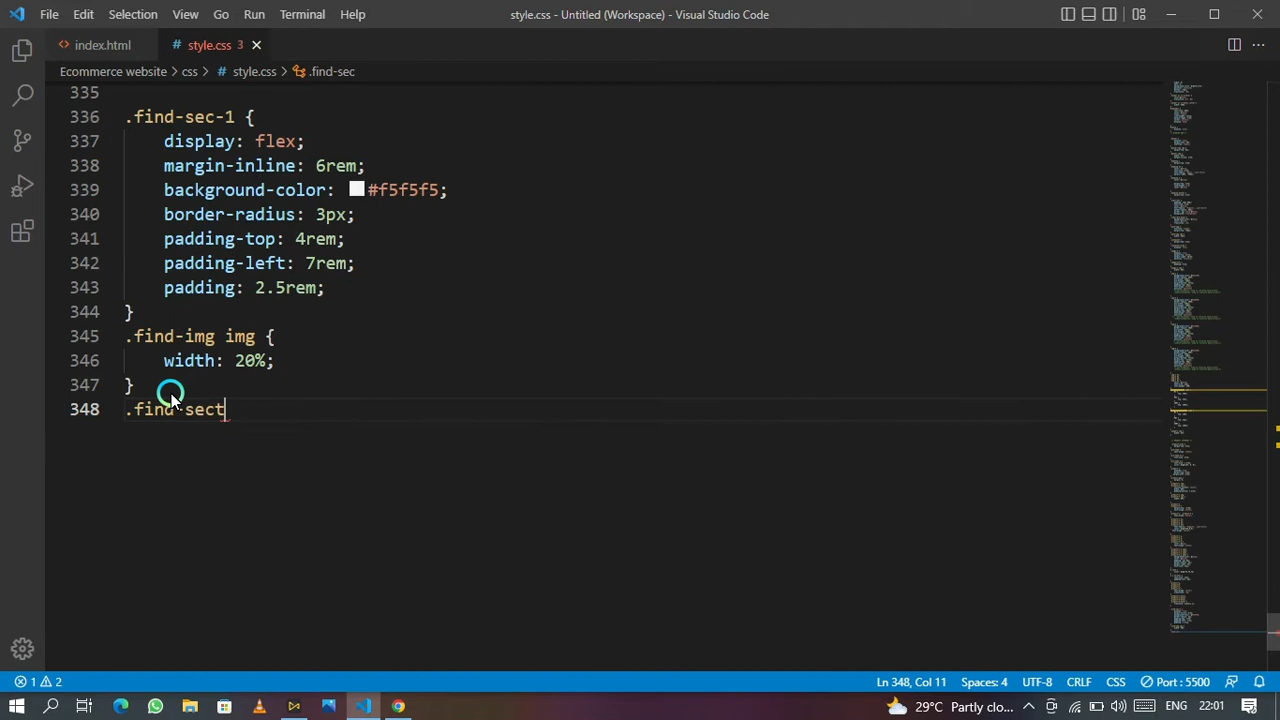 File Edit Selection View Go Run Terminal Help style.css - Untitled (Workspace) - Visual Studio Code
<> index.html # style.css 3
Ecommerce website > css > # style.css > .find-sec
335
336 .find-sec-1 {
337 display: flex;
338 margin-inline: 6rem;
339 background-color: #f5f5f5;
340 border-radius: 3px;
341 padding-top: 4rem;
342 padding-left: 7rem;
343 padding: 2.5rem;
344 }
345 .find-img img {
346 width: 20%;
347 }
348 .find-sect
1 2 Ln 348, Col 11 Spaces: 4 UTF-8 CRLF CSS Port : 5500
29° Partly clo... ENG 22:01